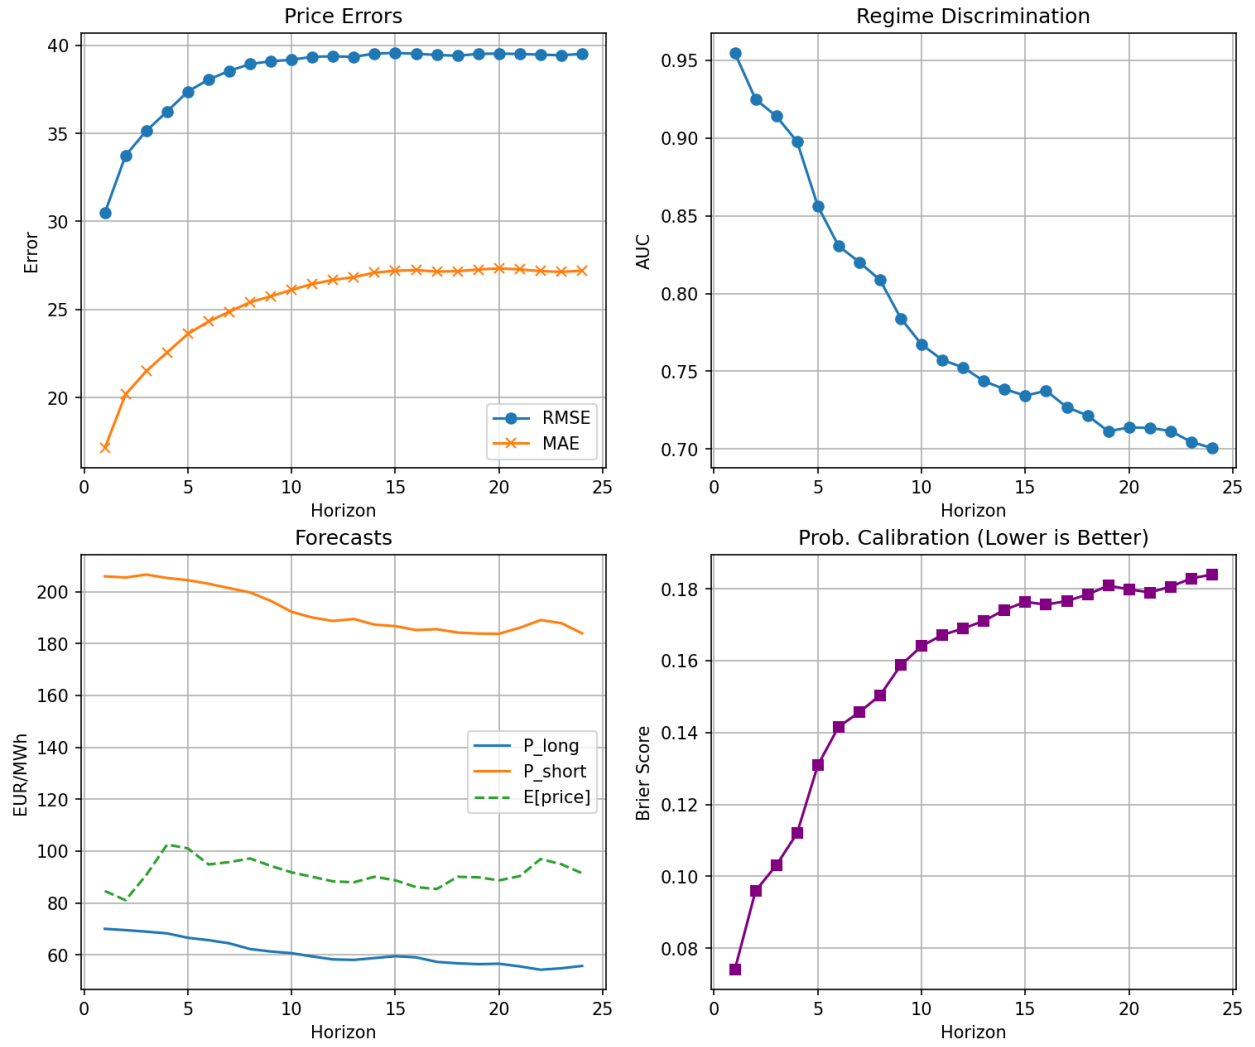 Price Errors
40
35
30
25
20
Error
0 5 10 15 20 25
Horizon
RMSE
MAE
Regime Discrimination
0.95
0.90
0.85
0.80
0.75
0.70
AUC
0 5 10 15 20 25
Horizon
Forecasts
200
180
160
140
120
100
80
60
EUR/MWh
0 5 10 15 20 25
Horizon
P_long
P_short
E[price]
Prob. Calibration (Lower is Better)
0.18
0.16
0.14
0.12
0.10
0.08
Brier Score
0 5 10 15 20 25
Horizon